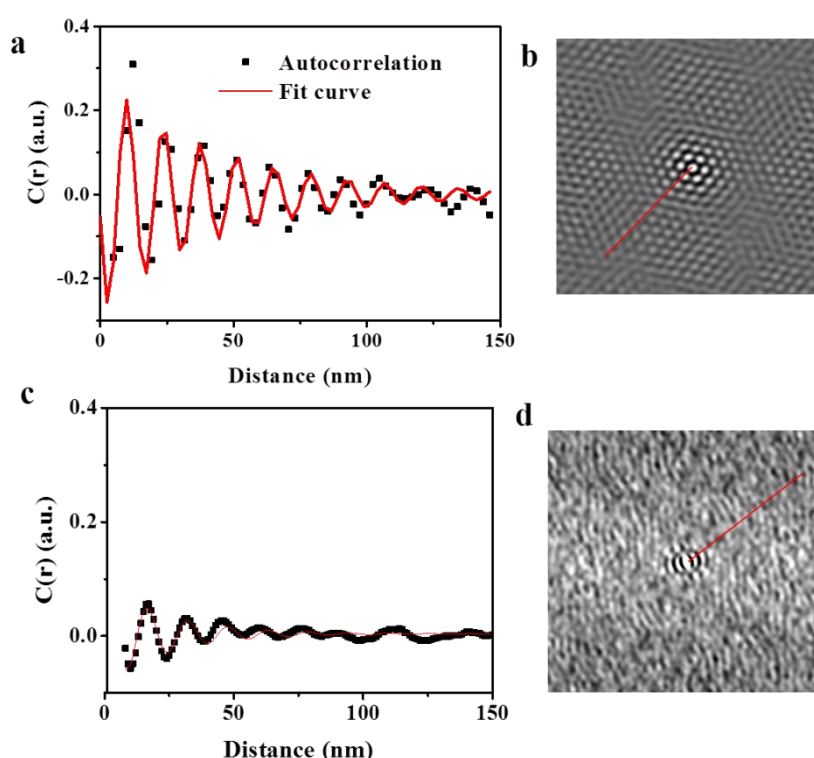 a
0.4
0.2
0.0
-0.2
C(r) (a.u.)
Autocorrelation
Fit curve
0
50
100
150
Distance (nm)
b
c
0.4
0.2
0.0
C(r) (a.u.)
0
50
100
150
Distance (nm)
d